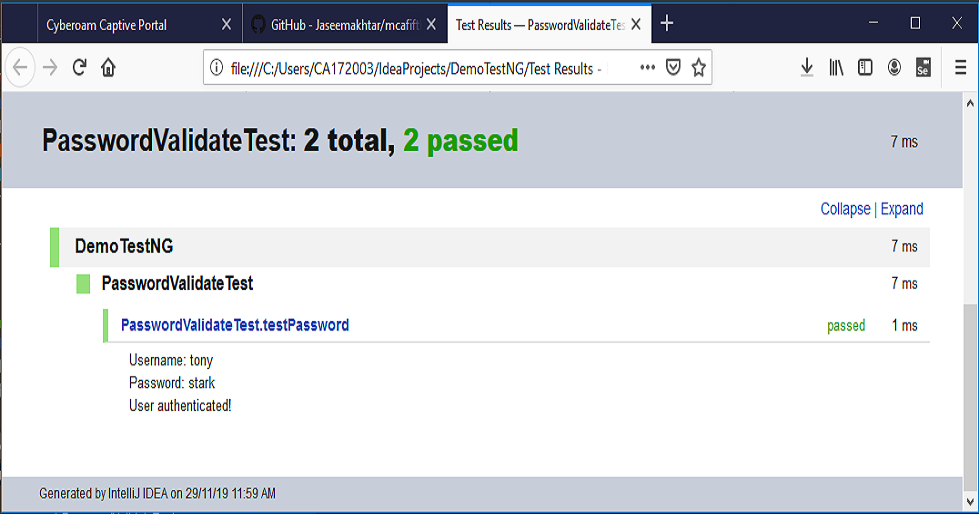 Cyberoam Captive Portal
GitHub - Jaseemakhtar/mcafift
Test Results — PasswordValidateTes
file:///C:/Users/CA172003/IdeaProjects/DemoTestNG/Test Results -
Se
PasswordValidateTest: 2 total, 2 passed
7 ms
Collapse | Expand
DemoTestNG
7 ms
PasswordValidateTest
7 ms
PasswordValidateTest.testPassword
passed
1 ms
Username: tony
Password: stark
User authenticated!
Generated by IntelliJ IDEA on 29/11/19 11:59 AM